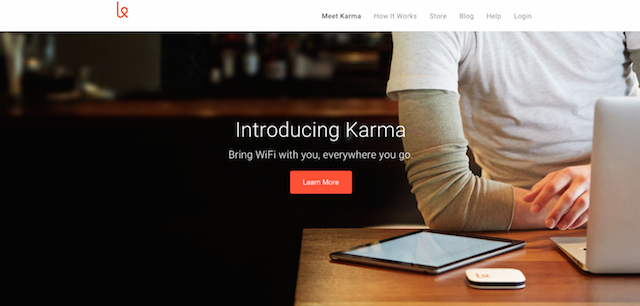 Meet Karma How It Works Store Blog Help Login
Introducing Karma
Bring WiFi with you, everywhere you go.
Learn More